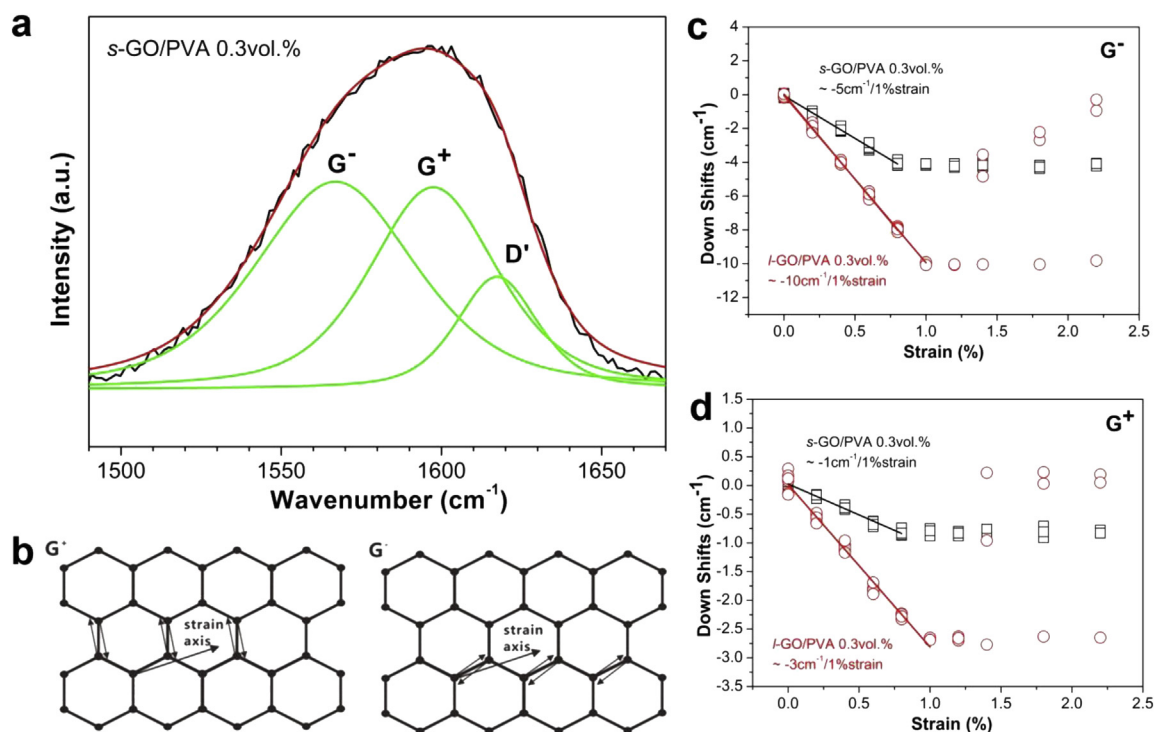 a
s-GO/PVA 0.3vol.%
G⁻
G⁺
D'
Intensity (a.u.)
1500
1550
1600
1650
Wavenumber (cm⁻¹)
b
G⁺
strain
axis
G⁻
strain
axis
c
G⁻
s-GO/PVA 0.3vol.%
~ -5cm⁻¹/1%strain
l-GO/PVA 0.3vol.%
~ -10cm⁻¹/1%strain
Down Shifts (cm⁻¹)
4
2
0
-2
-4
-6
-8
-10
-12
0.0
0.5
1.0
1.5
2.0
2.5
Strain (%)
d
G⁺
s-GO/PVA 0.3vol.%
~ -1cm⁻¹/1%strain
l-GO/PVA 0.3vol.%
~ -3cm⁻¹/1%strain
Down Shifts (cm⁻¹)
1.5
1.0
0.5
0.0
-0.5
-1.0
-1.5
-2.0
-2.5
-3.0
-3.5
0.0
0.5
1.0
1.5
2.0
2.5
Strain (%)